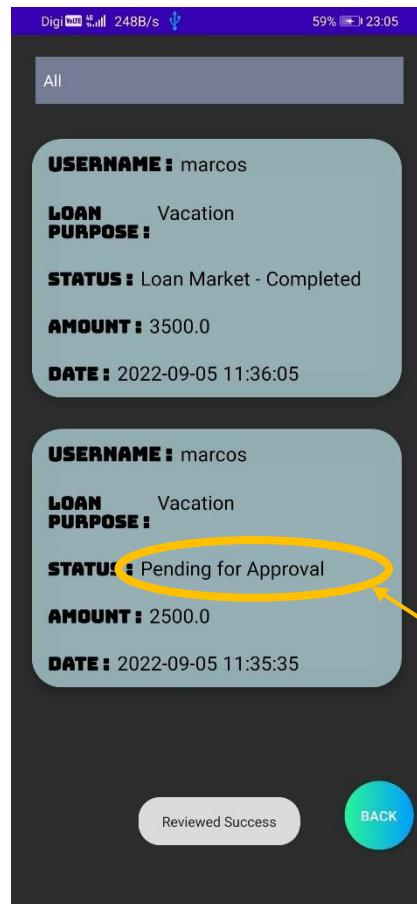 Digi VoLTE 4G 248B/s 59% 23:05
All
USERNAME : marcos
LOAN PURPOSE : Vacation
STATUS : Loan Market - Completed
AMOUNT : 3500.0
DATE : 2022-09-05 11:36:05
USERNAME : marcos
LOAN PURPOSE : Vacation
STATUS : Pending for Approval
AMOUNT : 2500.0
DATE : 2022-09-05 11:35:35
Reviewed Success
BACK